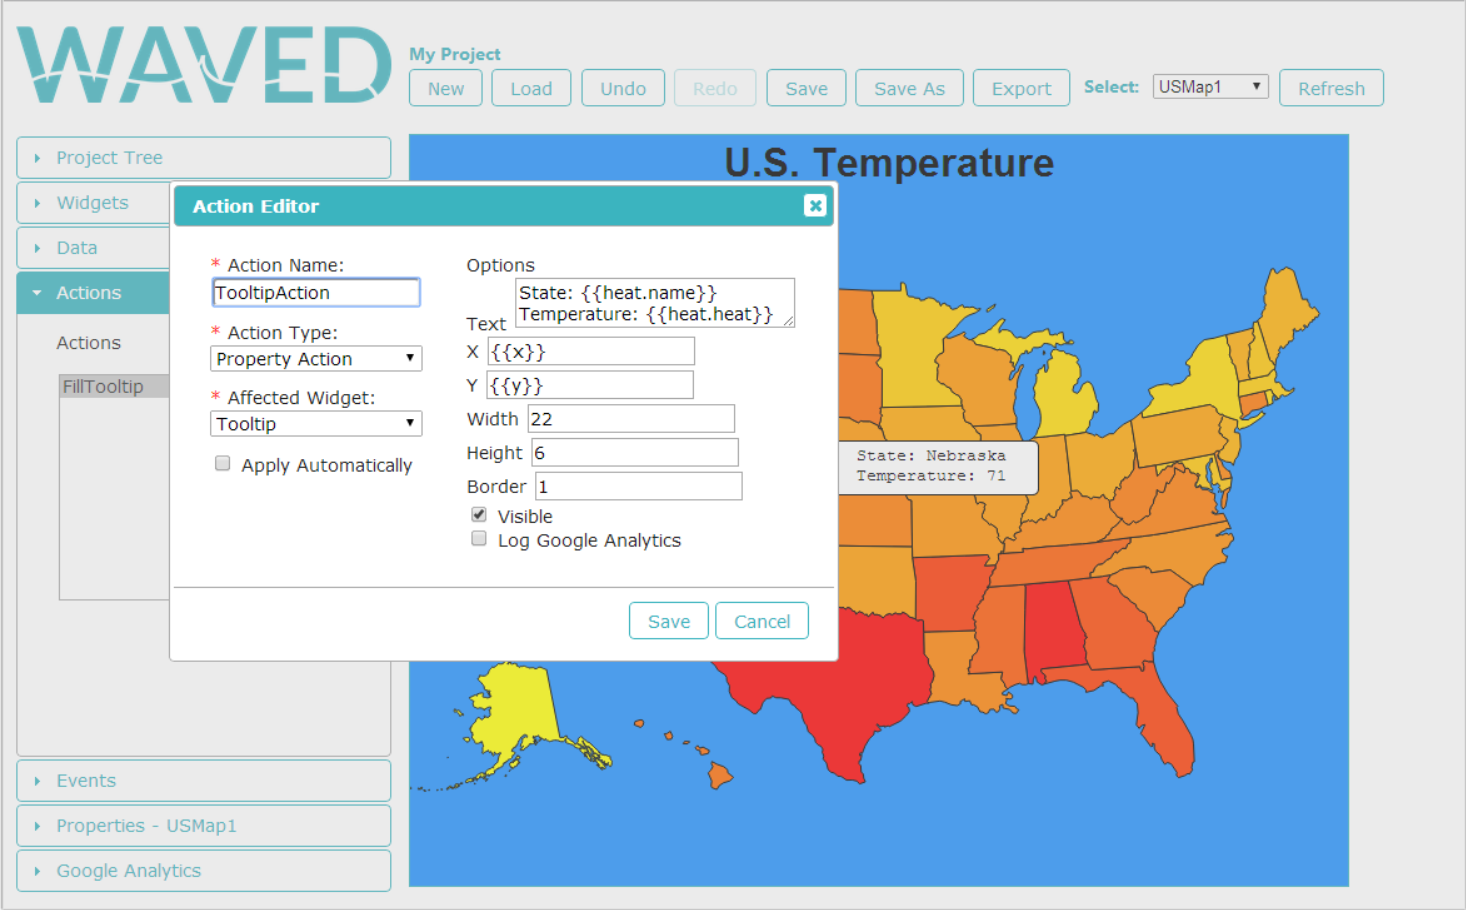 WAVED
My Project
New
Load
Undo
Redo
Save
Save As
Export
Select:
USMap1
Refresh
Project Tree
Widgets
Data
Actions
Actions
FillTooltip
Events
Properties - USMap1
Google Analytics
U.S. Temperature
State: Nebraska
Temperature: 71
Action Editor
* Action Name:
TooltipAction
* Action Type:
Property Action
* Affected Widget:
Tooltip
Apply Automatically
Options
Text
State: {{heat.name}}
Temperature: {{heat.heat}}
X {{x}}
Y {{y}}
Width 22
Height 6
Border 1
Visible
Log Google Analytics
Save
Cancel